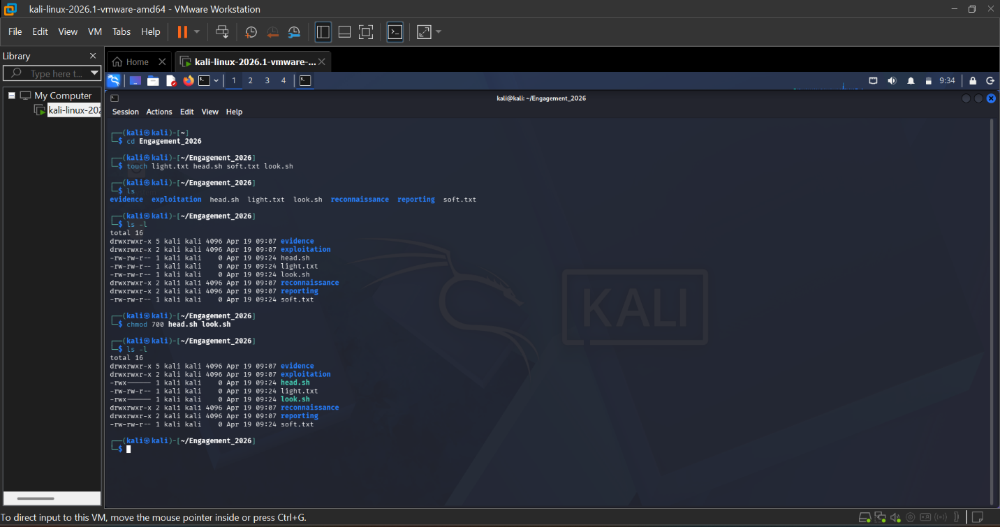 kali-linux-2026.1-vmware-amd64 - VMware Workstation
File Edit View VM Tabs Help
Library
Home
kali-linux-2026.1-vmware-...
Type here t...
1 2 3 4
9:34
My Computer
kali-linux-202
kali@kali: ~/Engagement_2026
Session Actions Edit View Help
┌──(kali㉿kali)-[~]
└─$ cd Engagement_2026
┌──(kali㉿kali)-[~/Engagement_2026]
└─$ touch light.txt head.sh soft.txt look.sh
┌──(kali㉿kali)-[~/Engagement_2026]
└─$ ls
evidence exploitation head.sh light.txt look.sh reconnaissance reporting soft.txt
┌──(kali㉿kali)-[~/Engagement_2026]
└─$ ls -l
total 16
drwxrwxr-x 5 kali kali 4096 Apr 19 09:07 evidence
drwxrwxr-x 2 kali kali 4096 Apr 19 09:07 exploitation
-rw-rw-r-- 1 kali kali 0 Apr 19 09:24 head.sh
-rw-rw-r-- 1 kali kali 0 Apr 19 09:24 light.txt
-rw-rw-r-- 1 kali kali 0 Apr 19 09:24 look.sh
drwxrwxr-x 2 kali kali 4096 Apr 19 09:07 reconnaissance
drwxrwxr-x 2 kali kali 4096 Apr 19 09:07 reporting
-rw-rw-r-- 1 kali kali 0 Apr 19 09:24 soft.txt
┌──(kali㉿kali)-[~/Engagement_2026]
└─$ chmod 700 head.sh look.sh
┌──(kali㉿kali)-[~/Engagement_2026]
└─$ ls -l
total 16
drwxrwxr-x 5 kali kali 4096 Apr 19 09:07 evidence
drwxrwxr-x 2 kali kali 4096 Apr 19 09:07 exploitation
-rwx------ 1 kali kali 0 Apr 19 09:24 head.sh
-rw-rw-r-- 1 kali kali 0 Apr 19 09:24 light.txt
-rwx------ 1 kali kali 0 Apr 19 09:24 look.sh
drwxrwxr-x 2 kali kali 4096 Apr 19 09:07 reconnaissance
drwxrwxr-x 2 kali kali 4096 Apr 19 09:07 reporting
-rw-rw-r-- 1 kali kali 0 Apr 19 09:24 soft.txt
┌──(kali㉿kali)-[~/Engagement_2026]
└─$
KALI
To direct input to this VM, move the mouse pointer inside or press Ctrl+G.